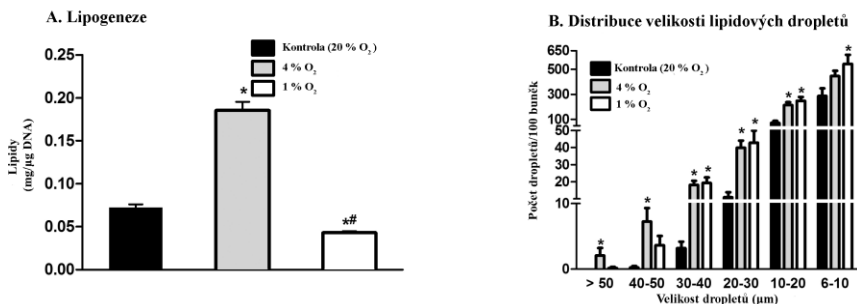 A. Lipogeneze
Kontrola (20 % O₂)
4 % O₂
1 % O₂
0.25
0.20
0.15
0.10
0.05
0.00
Lipidy
(mg/µg DNA)
*
*#
B. Distribuce velikosti lipidových dropletů
Kontrola (20 % O₂)
4 % O₂
1 % O₂
650
500
300
100
50
40
20
10
0
Počet dropletů/100 buněk
*
*
*
*
*
*
*
*
*
> 50
40-50
30-40
20-30
10-20
6-10
Velikost dropletů (µm)